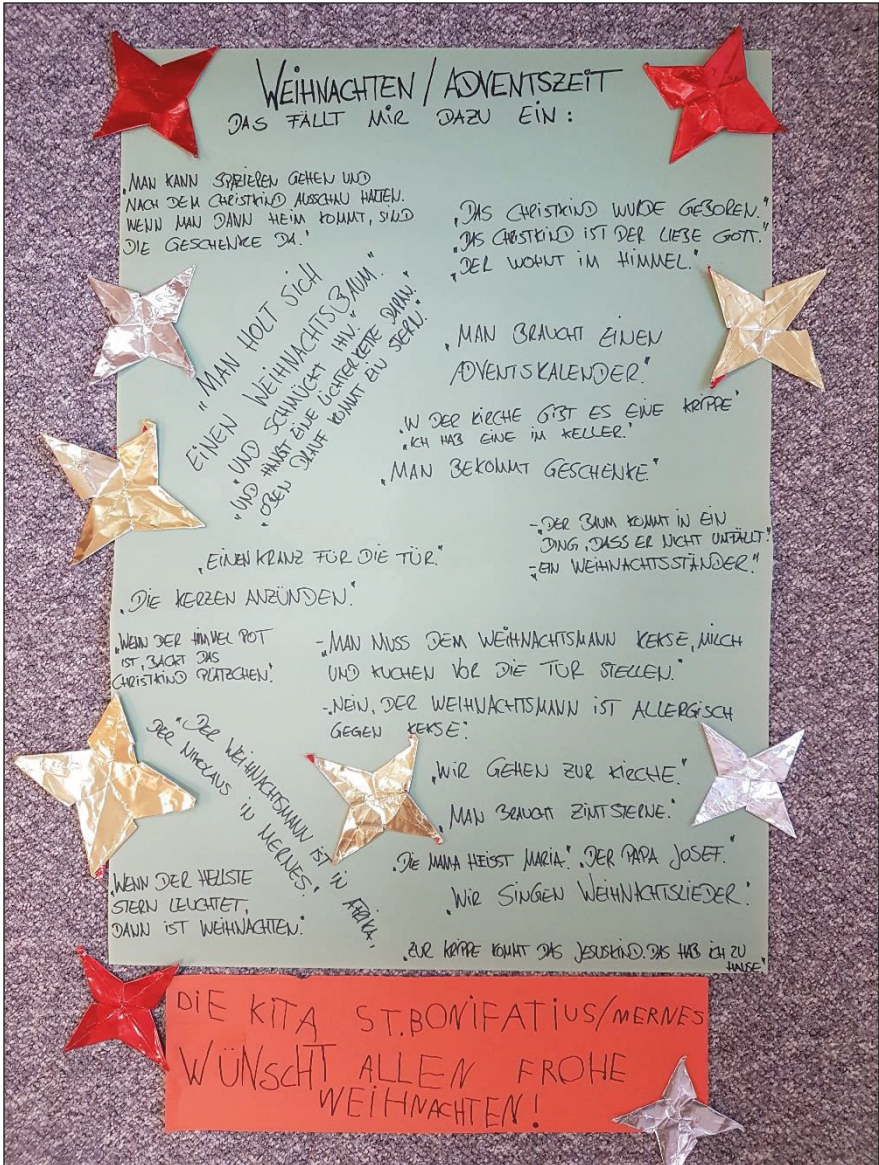 WEIHNACHTEN / ADVENTSZEIT
DAS FÄLLT MIR DAZU EIN:
„MAN KANN SPAZIEREN GEHEN UND
NACH DEM CHRISTKIND AUSSCHAU HALTEN.
WENN MAN DANN HEIM KOMMT, SIND
DIE GESCHENKE DA."
„DAS CHRISTKIND WURDE GEBOREN."
„DAS CHRISTKIND IST DER LIEBE GOTT."
„DER WOHNT IM HIMMEL."
„MAN HOLT SICH
EINEN WEIHNACHTSBAUM."
"UND SCHMÜCKT IHN."
"UND HÄNGT EINE LICHTERKETTE DARAN."
"OBEN DRAUF KOMMT EIN STERN."
„MAN BRAUCHT EINEN
ADVENTSKALENDER."
„IN DER KIRCHE GIBT ES EINE KRIPPE"
„ICH HAB EINE IM KELLER."
„MAN BEKOMMT GESCHENKE."
-„DER BAUM KOMMT IN EIN
DING, DASS ER NICHT UMFÄLLT."
-„EIN WEIHNACHTSSTÄNDER."
„EINEN KRANZ FÜR DIE TÜR."
„DIE KERZEN ANZÜNDEN."
„WENN DER HIMMEL ROT
IST, BACKT DAS
CHRISTKIND PLÄTZCHEN."
-„MAN MUSS DEM WEIHNACHTSMANN KEKSE, MILCH
UND KUCHEN VOR DIE TÜR STELLEN."
-„NEIN, DER WEIHNACHTSMANN IST ALLERGISCH
GEGEN KEKSE."
"DER WEIHNACHTSMANN IST IN AFRIKA,
DER NIKOLAUS IN MERNES."
„WIR GEHEN ZUR KIRCHE."
„MAN BRAUCHT ZIMTSTERNE."
„DIE MAMA HEISST MARIA." „DER PAPA JOSEF."
„WIR SINGEN WEIHNACHTSLIEDER."
„WENN DER HELLSTE
STERN LEUCHTET,
DANN IST WEIHNACHTEN."
„ZUR KRIPPE KOMMT DAS JESUSKIND. DAS HAB ICH ZU
HAUSE"
DIE KITA ST. BONIFATIUS/MERNES
WÜNSCHT ALLEN FROHE
WEIHNACHTEN!